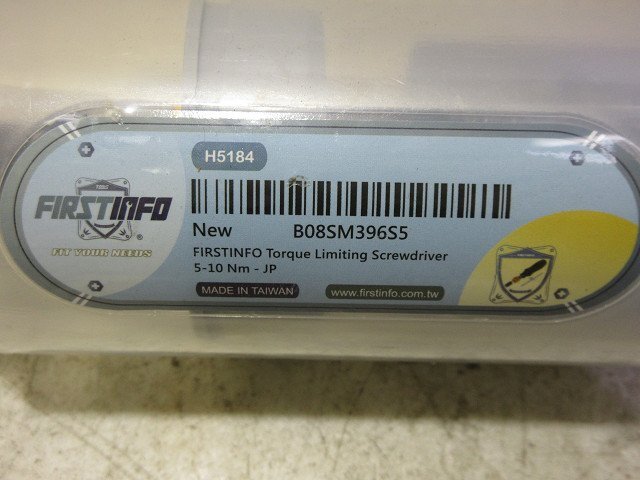 H5184
FIRSTINFO
®
FIT YOUR NEEDS
New B08SM396S5
FIRSTINFO Torque Limiting Screwdriver
5-10 Nm - JP
MADE IN TAIWAN
www.firstinfo.com.tw